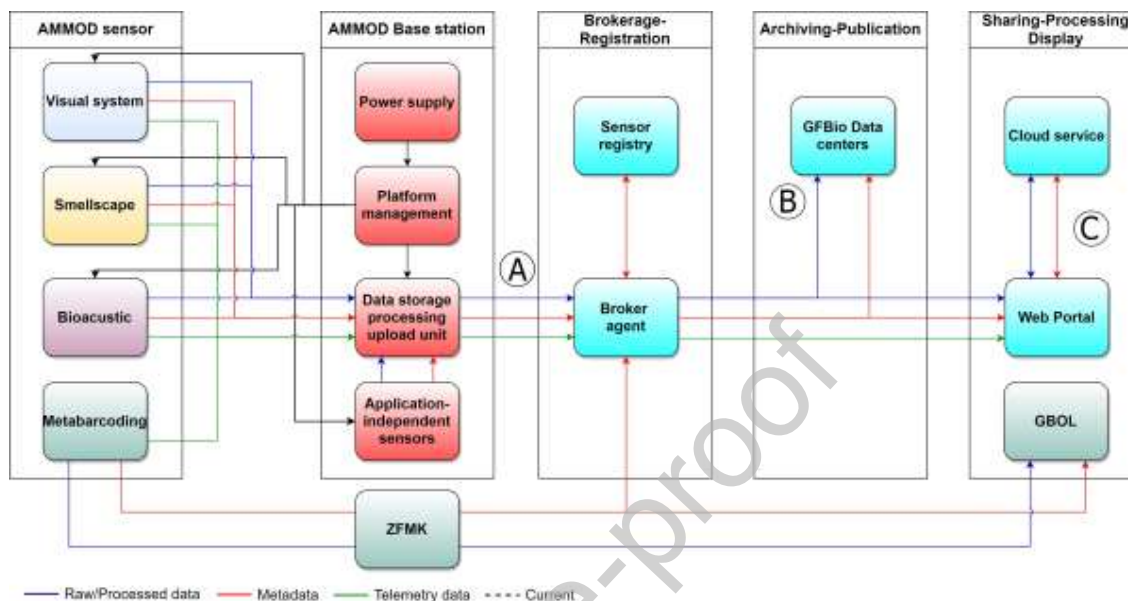 AMMOD sensor
Visual system
Smellscape
Bioacustic
Metabarcoding
AMMOD Base station
Power supply
Platform
management
Data storage
processing
upload unit
Application-
independent
sensors
ZFMK
A
Brokerage-
Registration
Sensor
registry
Broker
agent
Archiving-Publication
GFBio Data
centers
B
Sharing-Processing
Display
Cloud service
C
Web Portal
GBOL
Raw/Processed data
Metadata
Telemetry data
Current
e-proof